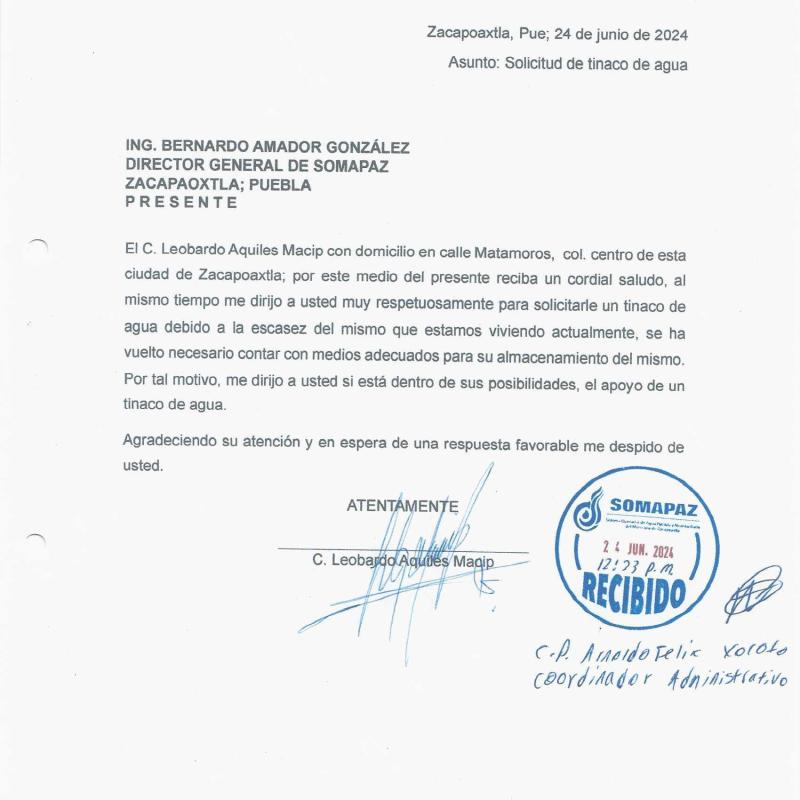 Zacapoaxtla, Pue; 24 de junio de 2024
Asunto: Solicitud de tinaco de agua
ING. BERNARDO AMADOR GONZÁLEZ
DIRECTOR GENERAL DE SOMAPAZ
ZACAPAOXTLA; PUEBLA
P R E S E N T E
El C. Leobardo Aquiles Macip con domicilio en calle Matamoros, col. centro de esta
ciudad de Zacapoaxtla; por este medio del presente reciba un cordial saludo, al
mismo tiempo me dirijo a usted muy respetuosamente para solicitarle un tinaco de
agua debido a la escasez del mismo que estamos viviendo actualmente, se ha
vuelto necesario contar con medios adecuados para su almacenamiento del mismo.
Por tal motivo, me dirijo a usted si está dentro de sus posibilidades, el apoyo de un
tinaco de agua.
Agradeciendo su atención y en espera de una respuesta favorable me despido de
usted.
ATENTAMENTE
C. Leobardo Aquiles Macip
SOMAPAZ
2 4 JUN. 2024
12:33 p.m
RECIBIDO
C.P. Arnoldo Felix
Coordinador Administrativo